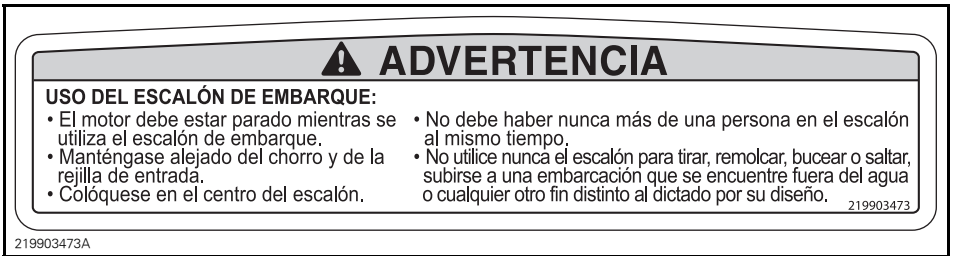 ADVERTENCIA
USO DEL ESCALÓN DE EMBARQUE:
• El motor debe estar parado mientras se
utiliza el escalón de embarque.
• Manténgase alejado del chorro y de la
rejilla de entrada.
• Colóquese en el centro del escalón.
• No debe haber nunca más de una persona en el escalón
al mismo tiempo.
• No utilice nunca el escalón para tirar, remolcar, bucear o saltar,
subirse a una embarcación que se encuentre fuera del agua
o cualquier otro fin distinto al dictado por su diseño.
219903473
219903473A